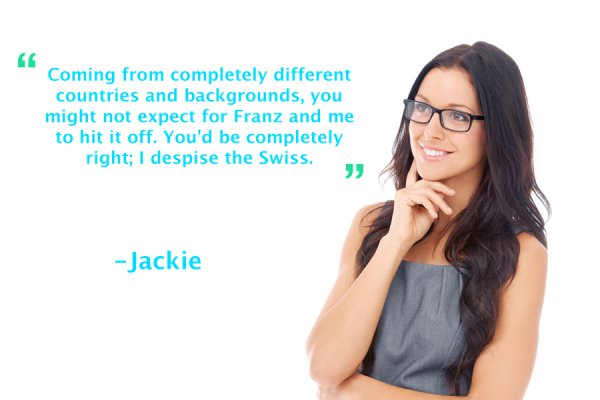 “ Coming from completely different
countries and backgrounds, you
might not expect for Franz and me
to hit it off. You’d be completely
right; I despise the Swiss. ”
–Jackie